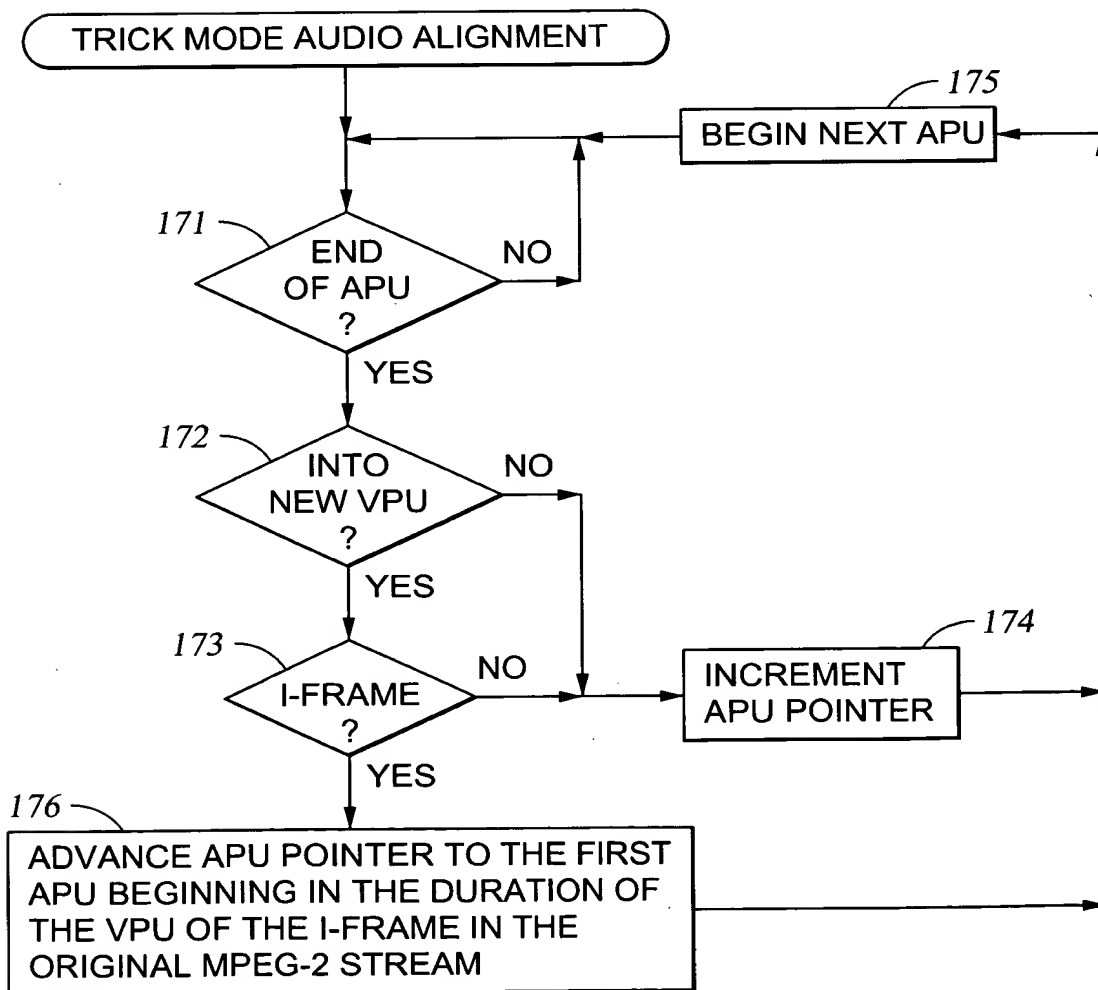 TRICK MODE AUDIO ALIGNMENT
175
BEGIN NEXT APU
171
END
OF APU
?
NO
YES
172
INTO
NEW VPU
?
NO
YES
173
I-FRAME
?
NO
YES
174
INCREMENT
APU POINTER
176
ADVANCE APU POINTER TO THE FIRST
APU BEGINNING IN THE DURATION OF
THE VPU OF THE I-FRAME IN THE
ORIGINAL MPEG-2 STREAM